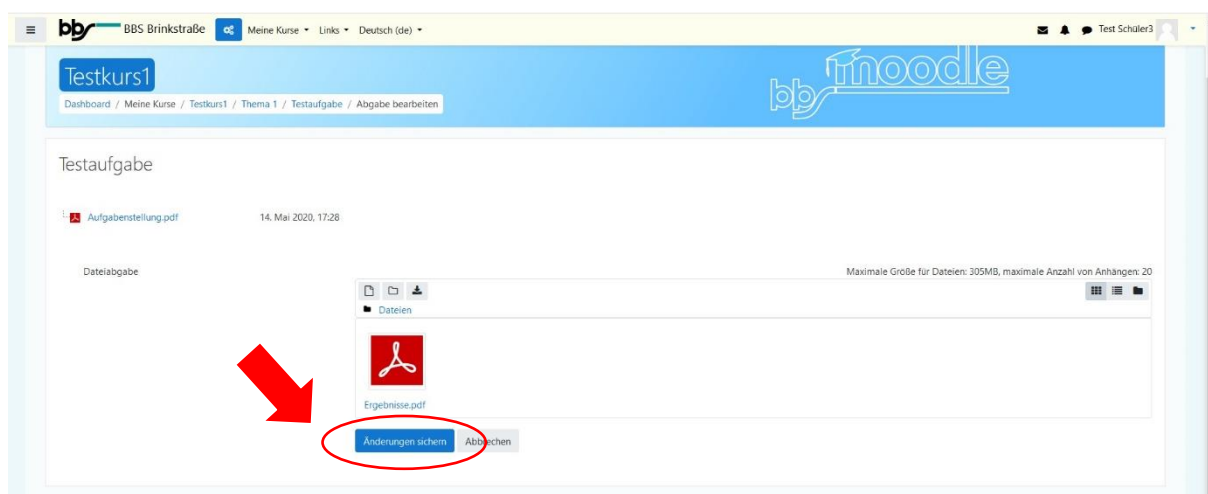 bbs BBS Brinkstraße Meine Kurse Links Deutsch (de) Test Schüler3
Testkurs1
bbs moodle
Dashboard / Meine Kurse / Testkurs1 / Thema 1 / Testaufgabe / Abgabe bearbeiten
Testaufgabe
Aufgabenstellung.pdf 14. Mai 2020, 17:28
Dateiabgabe Maximale Größe für Dateien: 305MB, maximale Anzahl von Anhängen: 20
Dateien
Ergebnisse.pdf
Änderungen sichern Abbrechen